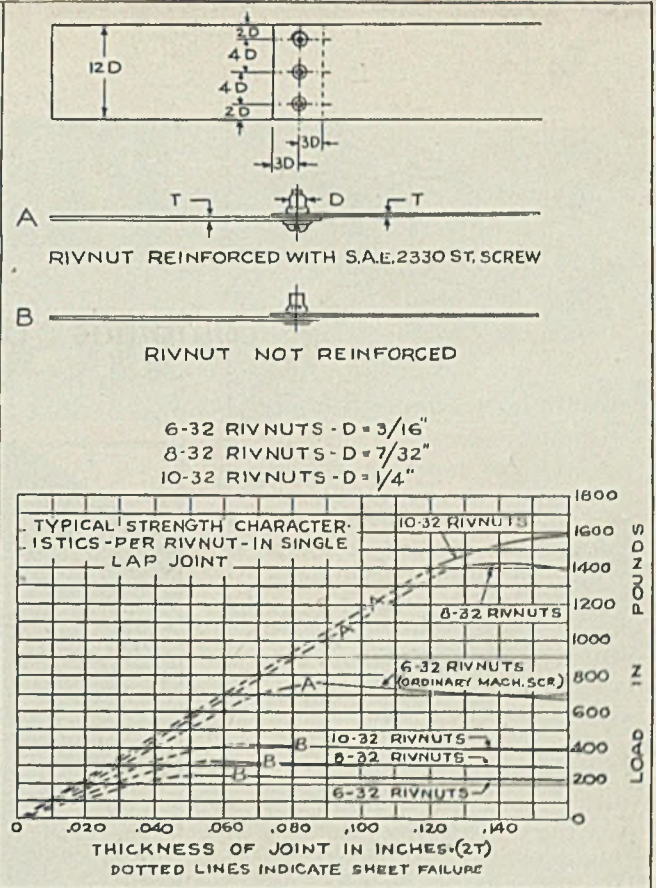 2D
12D
4D
4D
2D
3D
3D
T
D
T
A
RIVNUT REINFORCED WITH S.A.E. 2330 ST. SCREW
B
RIVNUT NOT REINFORCED
6-32 RIVNUTS - D = 3/16"
8-32 RIVNUTS - D = 7/32"
10-32 RIVNUTS - D = 1/4"
TYPICAL STRENGTH CHARACTER-
ISTICS-PER RIVNUT-IN SINGLE
LAP JOINT
10-32 RIVNUTS
8-32 RIVNUTS
6-32 RIVNUTS
(ORDINARY MACH. SCR.)
10-32 RIVNUTS
8-32 RIVNUTS
6-32 RIVNUTS
A
A
A
B
B
B
1800
1600
1400
1200
1000
800
600
400
200
0
LOAD IN POUNDS
0 .020 .040 .060 .080 .100 .120 .140
THICKNESS OF JOINT IN INCHES.(2T)
DOTTED LINES INDICATE SHEET FAILURE